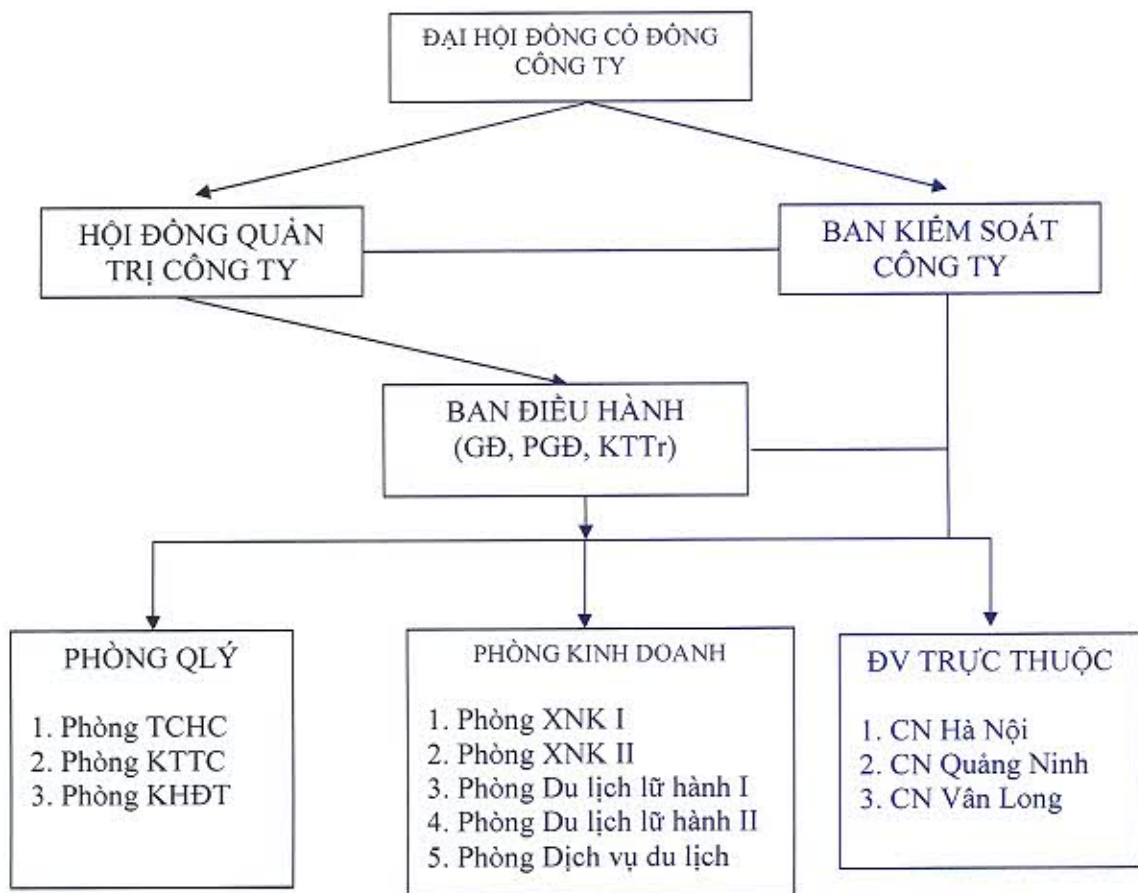 ĐẠI HỘI ĐỒNG CỔ ĐÔNG
CÔNG TY
HỘI ĐỒNG QUẢN
TRỊ CÔNG TY
BAN KIỂM SOÁT
CÔNG TY
BAN ĐIỀU HÀNH
(GĐ, PGĐ, KTTr)
PHÒNG QLÝ
1. Phòng TCHC
2. Phòng KTTC
3. Phòng KHĐT
PHÒNG KINH DOANH
1. Phòng XNK I
2. Phòng XNK II
3. Phòng Du lịch lữ hành I
4. Phòng Du lịch lữ hành II
5. Phòng Dịch vụ du lịch
ĐV TRỰC THUỘC
1. CN Hà Nội
2. CN Quảng Ninh
3. CN Vân Long